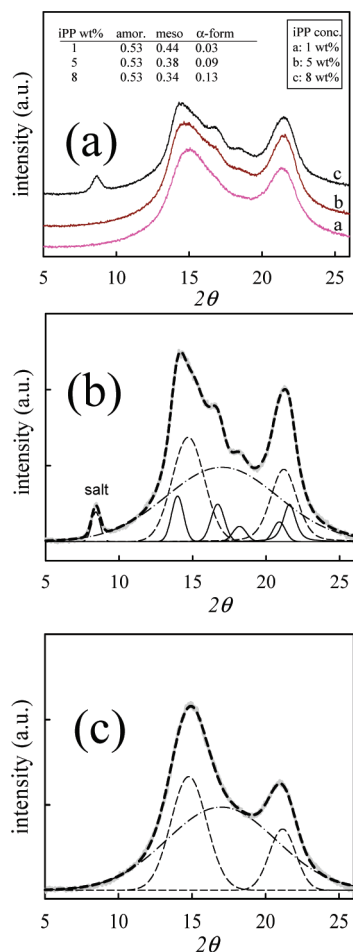 iPP wt% amor. meso α-form
1 0.53 0.44 0.03
5 0.53 0.38 0.09
8 0.53 0.34 0.13
iPP conc.
a: 1 wt%
b: 5 wt%
c: 8 wt%
(a)
c
b
a
intensity (a.u.)
5 10 15 20 25
2θ
(b)
salt
intensity (a.u.)
5 10 15 20 25
2θ
(c)
intensity (a.u.)
5 10 15 20 25
2θ